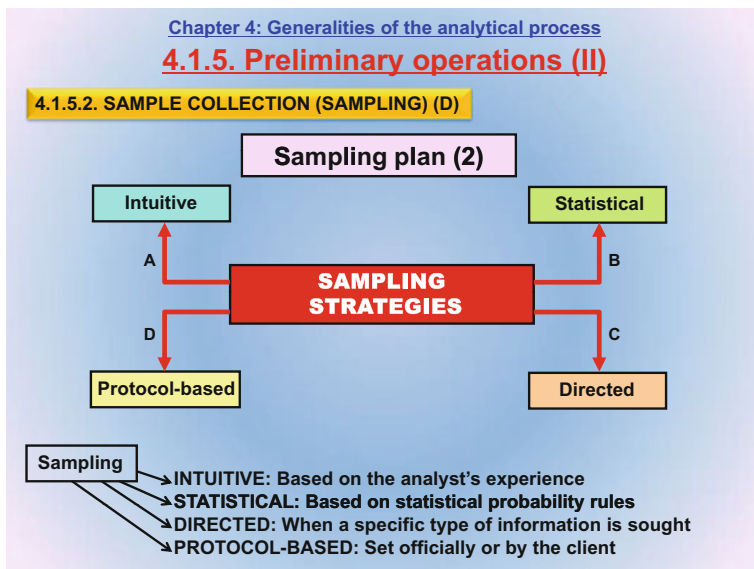 Chapter 4: Generalities of the analytical process
4.1.5. Preliminary operations (II)
4.1.5.2. SAMPLE COLLECTION (SAMPLING) (D)
Sampling plan (2)
Intuitive
Statistical
A
B
SAMPLING
STRATEGIES
D
C
Protocol-based
Directed
Sampling
INTUITIVE: Based on the analyst's experience
STATISTICAL: Based on statistical probability rules
DIRECTED: When a specific type of information is sought
PROTOCOL-BASED: Set officially or by the client